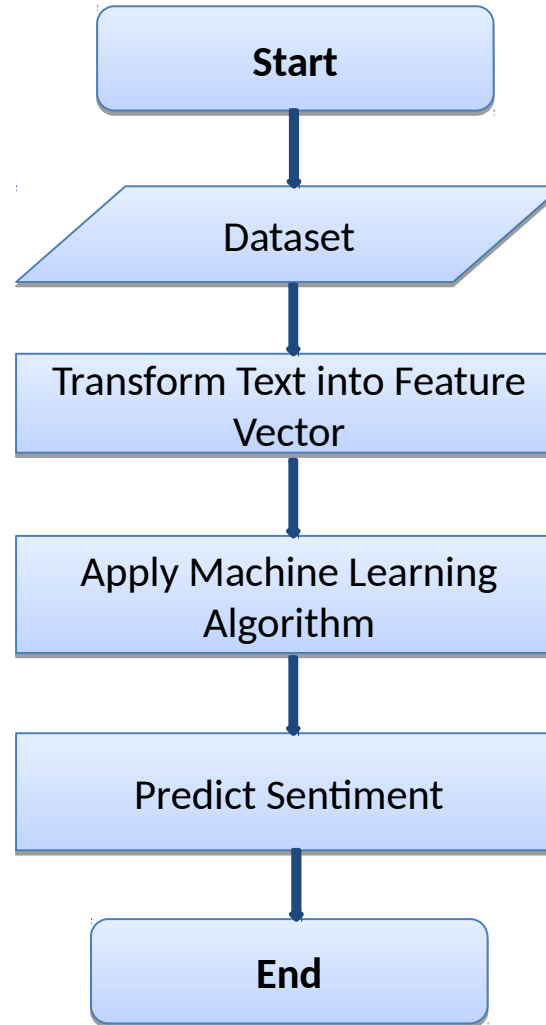 Start
Dataset
Transform Text into Feature
Vector
Apply Machine Learning
Algorithm
Predict Sentiment
End